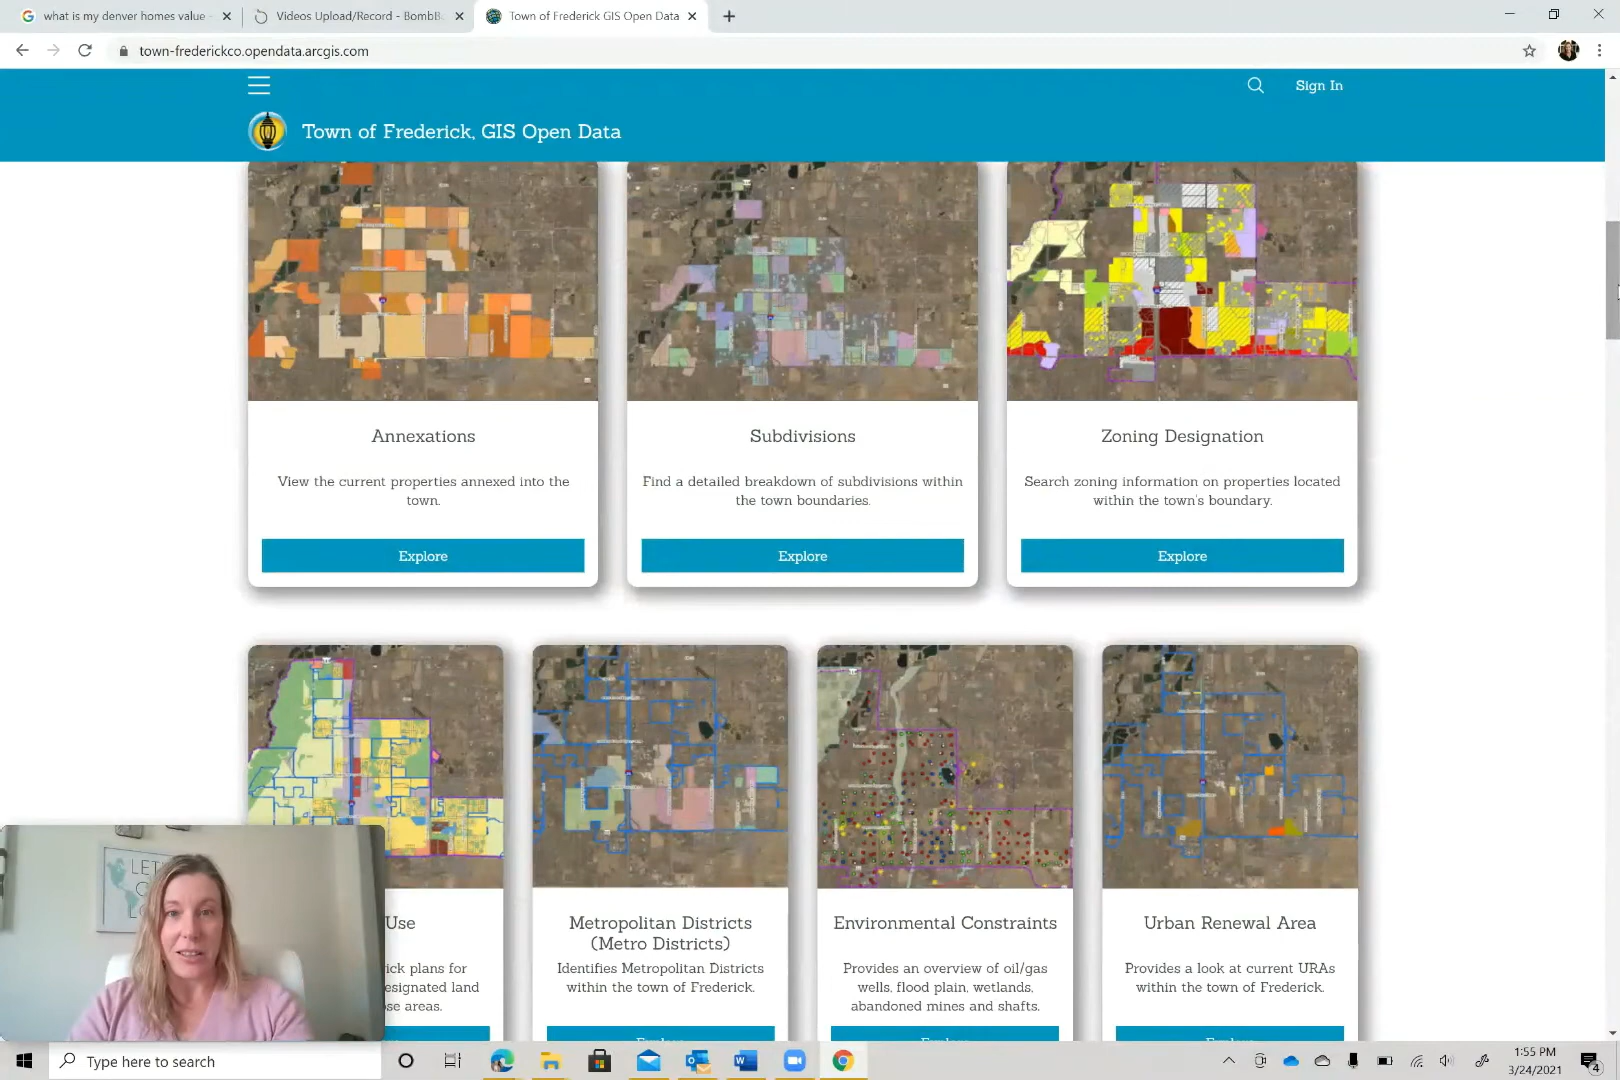 what is my denver homes value
Videos Upload/Record - BombB
Town of Frederick GIS Open Data
town-frederickco.opendata.arcgis.com
Sign In
Town of Frederick, GIS Open Data
Annexations
Subdivisions
Zoning Designation
View the current properties annexed into the
town.
Find a detailed breakdown of subdivisions within
the town boundaries.
Search zoning information on properties located
within the town's boundary.
Explore
Explore
Explore
LET'
Use
ick plans for
esignated land
se areas.
Metropolitan Districts
(Metro Districts)
Identifies Metropolitan Districts
within the town of Frederick.
Environmental Constraints
Provides an overview of oil/gas
wells, flood plain, wetlands,
abandoned mines and shafts.
Urban Renewal Area
Provides a look at current URAs
within the town of Frederick.
Type here to search
1:55 PM
3/24/2021
4